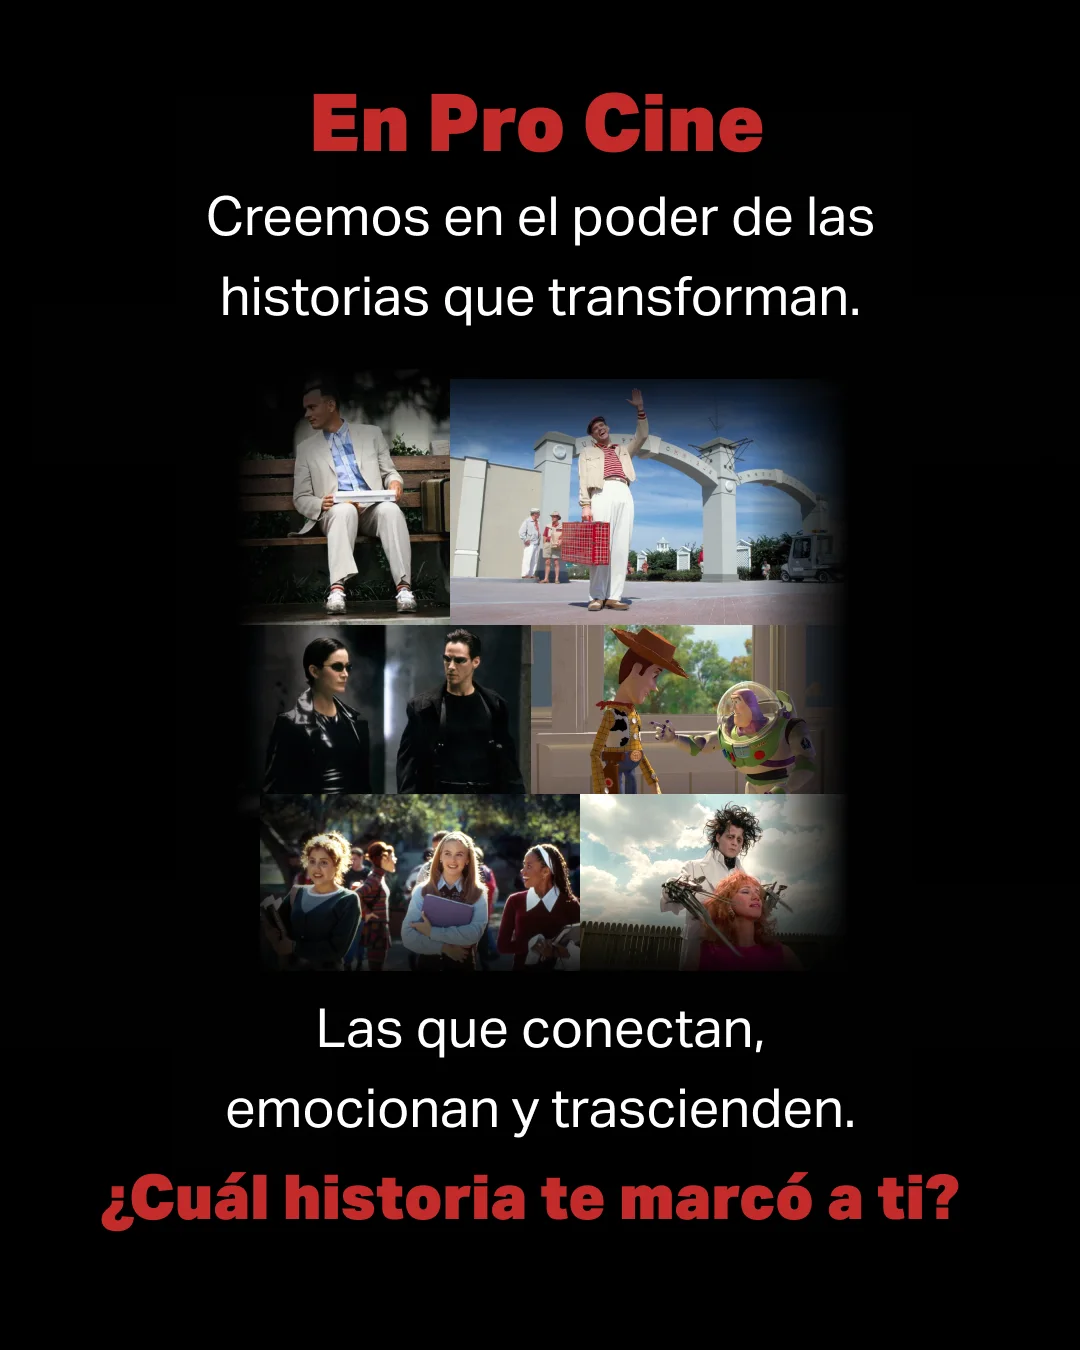 En Pro Cine
Creemos en el poder de las
historias que transforman.
Las que conectan,
emocionan y trascienden.
¿Cuál historia te marcó a ti?